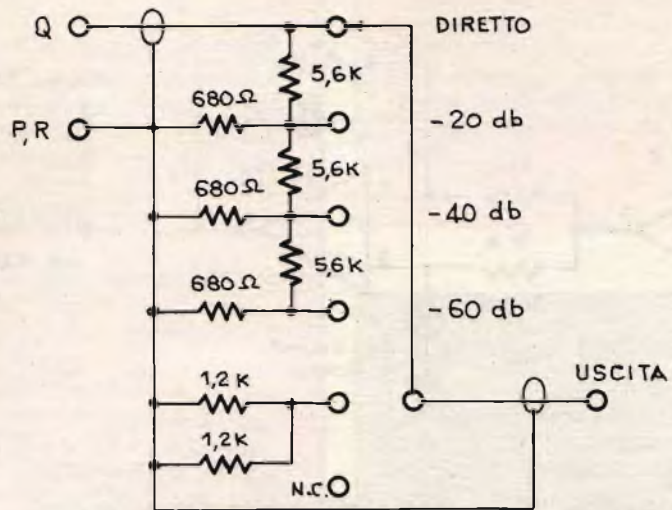 Q
DIRETTO
5,6K
680Ω
P,R
-20 db
5,6K
680Ω
-40 db
5,6K
680Ω
-60 db
1,2K
USCITA
1,2K
N.C.